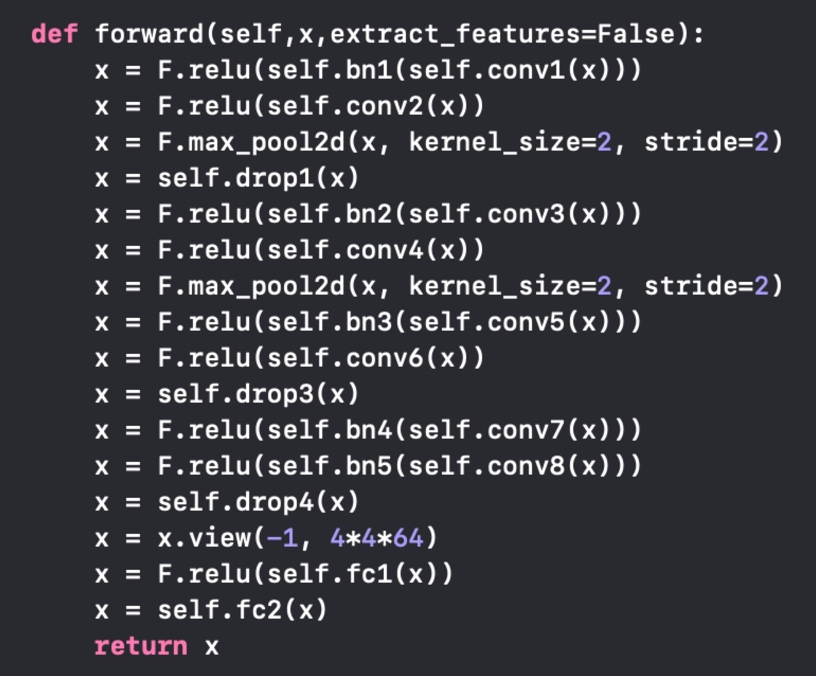 def forward(self,x,extract_features=False):
    x = F.relu(self.bn1(self.conv1(x)))
    x = F.relu(self.conv2(x))
    x = F.max_pool2d(x, kernel_size=2, stride=2)
    x = self.drop1(x)
    x = F.relu(self.bn2(self.conv3(x)))
    x = F.relu(self.conv4(x))
    x = F.max_pool2d(x, kernel_size=2, stride=2)
    x = F.relu(self.bn3(self.conv5(x)))
    x = F.relu(self.conv6(x))
    x = self.drop3(x)
    x = F.relu(self.bn4(self.conv7(x)))
    x = F.relu(self.bn5(self.conv8(x)))
    x = self.drop4(x)
    x = x.view(-1, 4*4*64)
    x = F.relu(self.fc1(x))
    x = self.fc2(x)
    return x